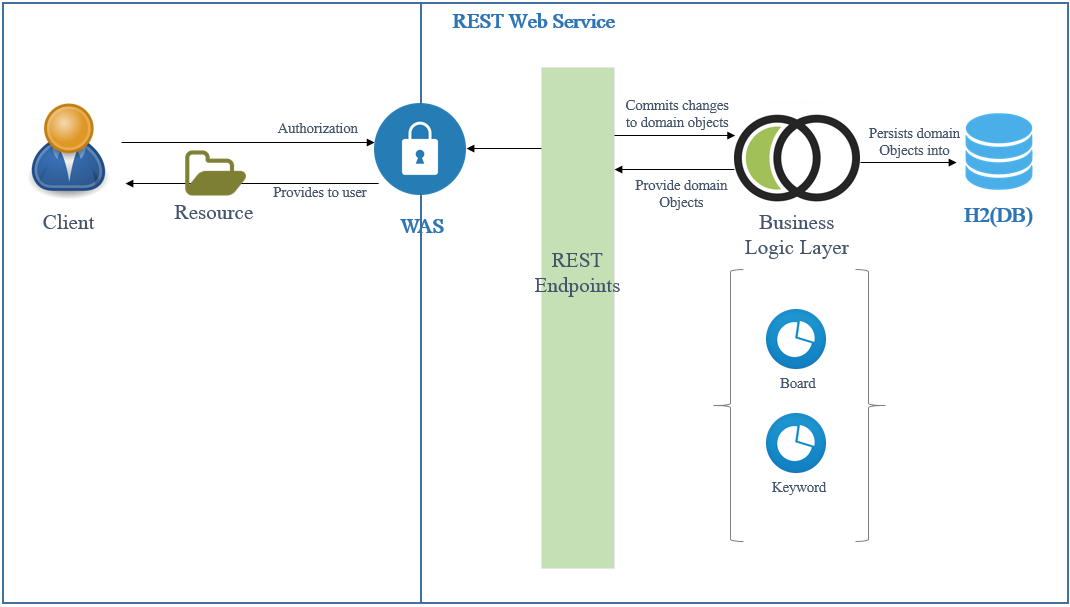 REST Web Service
Authorization
Provides to user
Client
Resource
WAS
REST
Endpoints
Commits changes
to domain objects
Provide domain
Objects
Business
Logic Layer
Persists domain
Objects into
H2(DB)
Board
Keyword